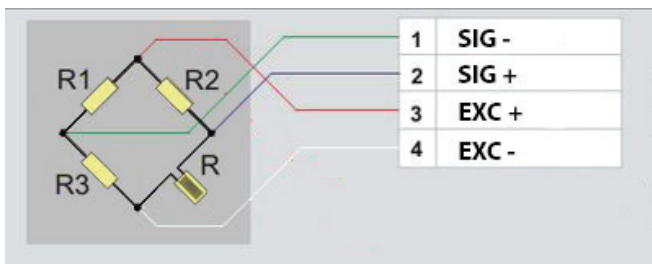 R1
R2
R3
R
1 SIG -
2 SIG +
3 EXC +
4 EXC -